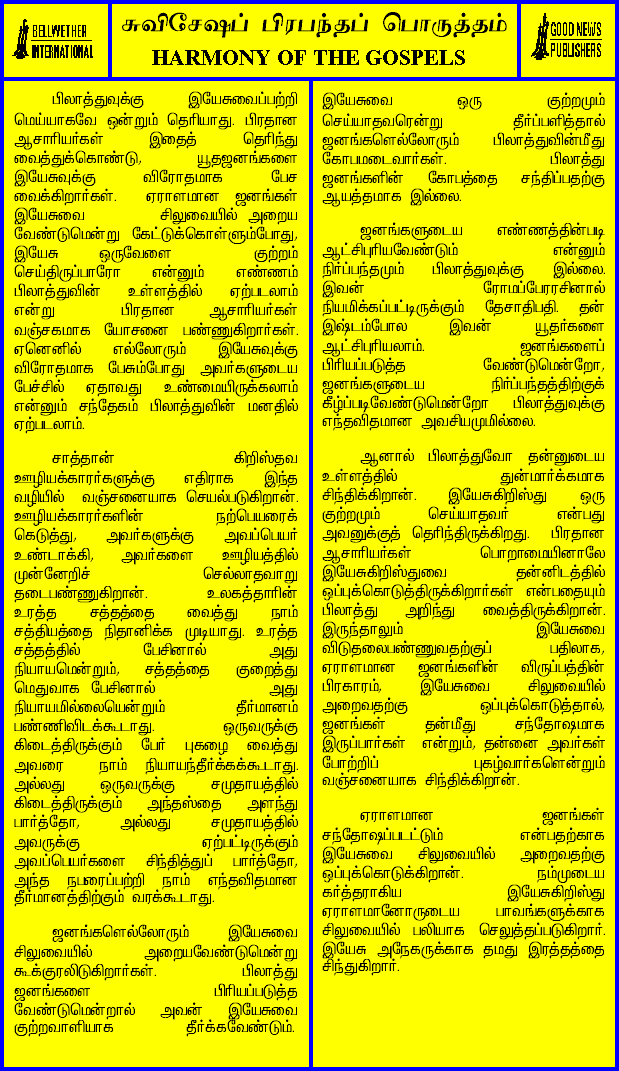 BELLWETHER
INTERNATIONAL
சுவிசேஷப் பிரபந்தப் பொருத்தம்
HARMONY OF THE GOSPELS
GOOD NEWS
PUBLISHERS
பிலாத்துவுக்கு இயேசுவைப்பற்றி
மெய்யாகவே ஒன்றும் தெரியாது. பிரதான
ஆசாரியர்கள் இதைத் தெரிந்து
வைத்துக்கொண்டு, யூதஜனங்களை
இயேசுவுக்கு விரோதமாக பேச
வைக்கிறார்கள். ஏராளமான ஜனங்கள்
இயேசுவை சிலுவையில் அறைய
வேண்டுமென்று கேட்டுக்கொள்ளும்போது,
இயேசு ஒருவேளை குற்றம்
செய்திருப்பாரோ என்னும் எண்ணம்
பிலாத்துவின் உள்ளத்தில் ஏற்படலாம்
என்று பிரதான ஆசாரியர்கள்
வஞ்சகமாக யோசனை பண்ணுகிறார்கள்.
ஏனெனில் எல்லோரும் இயேசுவுக்கு
விரோதமாக பேசும்போது அவர்களுடைய
பேச்சில் ஏதாவது உண்மையிருக்கலாம்
என்னும் சந்தேகம் பிலாத்துவின் மனதில்
ஏற்படலாம்.
சாத்தான் கிறிஸ்தவ
ஊழியக்காரர்களுக்கு எதிராக இந்த
வழியில் வஞ்சனையாக செயல்படுகிறான்.
ஊழியக்காரர்களின் நற்பெயரைக்
கெடுத்து, அவர்களுக்கு அவப்பெயர்
உண்டாக்கி, அவர்களை ஊழியத்தில்
முன்னேறிச் செல்லாதவாறு
தடைபண்ணுகிறான். உலகத்தாரின்
உரத்த சத்தத்தை வைத்து நாம்
சத்தியத்தை நிதானிக்க முடியாது. உரத்த
சத்தத்தில் பேசினால் அது
நியாயமென்றும், சத்தத்தை குறைத்து
மெதுவாக பேசினால் அது
நியாயமில்லையென்றும் தீர்மானம்
பண்ணிவிடக்கூடாது. ஒருவருக்கு
கிடைத்திருக்கும் பேர் புகழை வைத்து
அவரை நாம் நியாயந்தீர்க்கக்கூடாது.
அல்லது ஒருவருக்கு சமுதாயத்தில்
கிடைத்திருக்கும் அந்தஸ்தை அளந்து
பார்த்தோ, அல்லது சமுதாயத்தில்
அவருக்கு ஏற்பட்டிருக்கும்
அவப்பெயர்களை சிந்தித்துப் பார்த்தோ,
அந்த நபரைப்பற்றி நாம் எந்தவிதமான
தீர்மானத்திற்கும் வரக்கூடாது.
ஜனங்களெல்லோரும் இயேசுவை
சிலுவையில் அறையவேண்டுமென்று
கூக்குரலிடுகிறார்கள். பிலாத்து
ஜனங்களை பிரியப்படுத்த
வேண்டுமென்றால் அவன் இயேசுவை
குற்றவாளியாக தீர்க்கவேண்டும்.
இயேசுவை ஒரு குற்றமும்
செய்யாதவரென்று தீர்ப்பளித்தால்
ஜனங்களெல்லோரும் பிலாத்துவின்மீது
கோபமடைவார்கள். பிலாத்து
ஜனங்களின் கோபத்தை சந்திப்பதற்கு
ஆயத்தமாக இல்லை.
ஜனங்களுடைய எண்ணத்தின்படி
ஆட்சிபுரியவேண்டும் என்னும்
நிர்ப்பந்தமும் பிலாத்துவுக்கு இல்லை.
இவன் ரோமப்பேரரசினால்
நியமிக்கப்பட்டிருக்கும் தேசாதிபதி. தன்
இஷ்டம்போல இவன் யூதர்களை
ஆட்சிபுரியலாம். ஜனங்களைப்
பிரியப்படுத்த வேண்டுமென்றோ,
ஜனங்களுடைய நிர்ப்பந்தத்திற்குக்
கீழ்ப்படிவேண்டுமென்றோ பிலாத்துவுக்கு
எந்தவிதமான அவசியமுமில்லை.
ஆனால் பிலாத்துவோ தன்னுடைய
உள்ளத்தில் துன்மார்க்கமாக
சிந்திக்கிறான். இயேசுகிறிஸ்து ஒரு
குற்றமும் செய்யாதவர் என்பது
அவனுக்குத் தெரிந்திருக்கிறது. பிரதான
ஆசாரியர்கள் பொறாமையினாலே
இயேசுகிறிஸ்துவை தன்னிடத்தில்
ஒப்புக்கொடுத்திருக்கிறார்கள் என்பதையும்
பிலாத்து அறிந்து வைத்திருக்கிறான்.
இருந்தாலும் இயேசுவை
விடுதலைபண்ணுவதற்குப் பதிலாக,
ஏராளமான ஜனங்களின் விருப்பத்தின்
பிரகாரம், இயேசுவை சிலுவையில்
அறைவதற்கு ஒப்புக்கொடுத்தால்,
ஜனங்கள் தன்மீது சந்தோஷமாக
இருப்பார்கள் என்றும், தன்னை அவர்கள்
போற்றிப் புகழ்வார்களென்றும்
வஞ்சனையாக சிந்திக்கிறான்.
ஏராளமான ஜனங்கள்
சந்தோஷப்படட்டும் என்பதற்காக
இயேசுவை சிலுவையில் அறைவதற்கு
ஒப்புக்கொடுக்கிறான். நம்முடைய
கர்த்தராகிய இயேசுகிறிஸ்து
ஏராளமானோருடைய பாவங்களுக்காக
சிலுவையில் பலியாக செலுத்தப்படுகிறார்.
இயேசு அநேகருக்காக தமது இரத்தத்தை
சிந்துகிறார்.